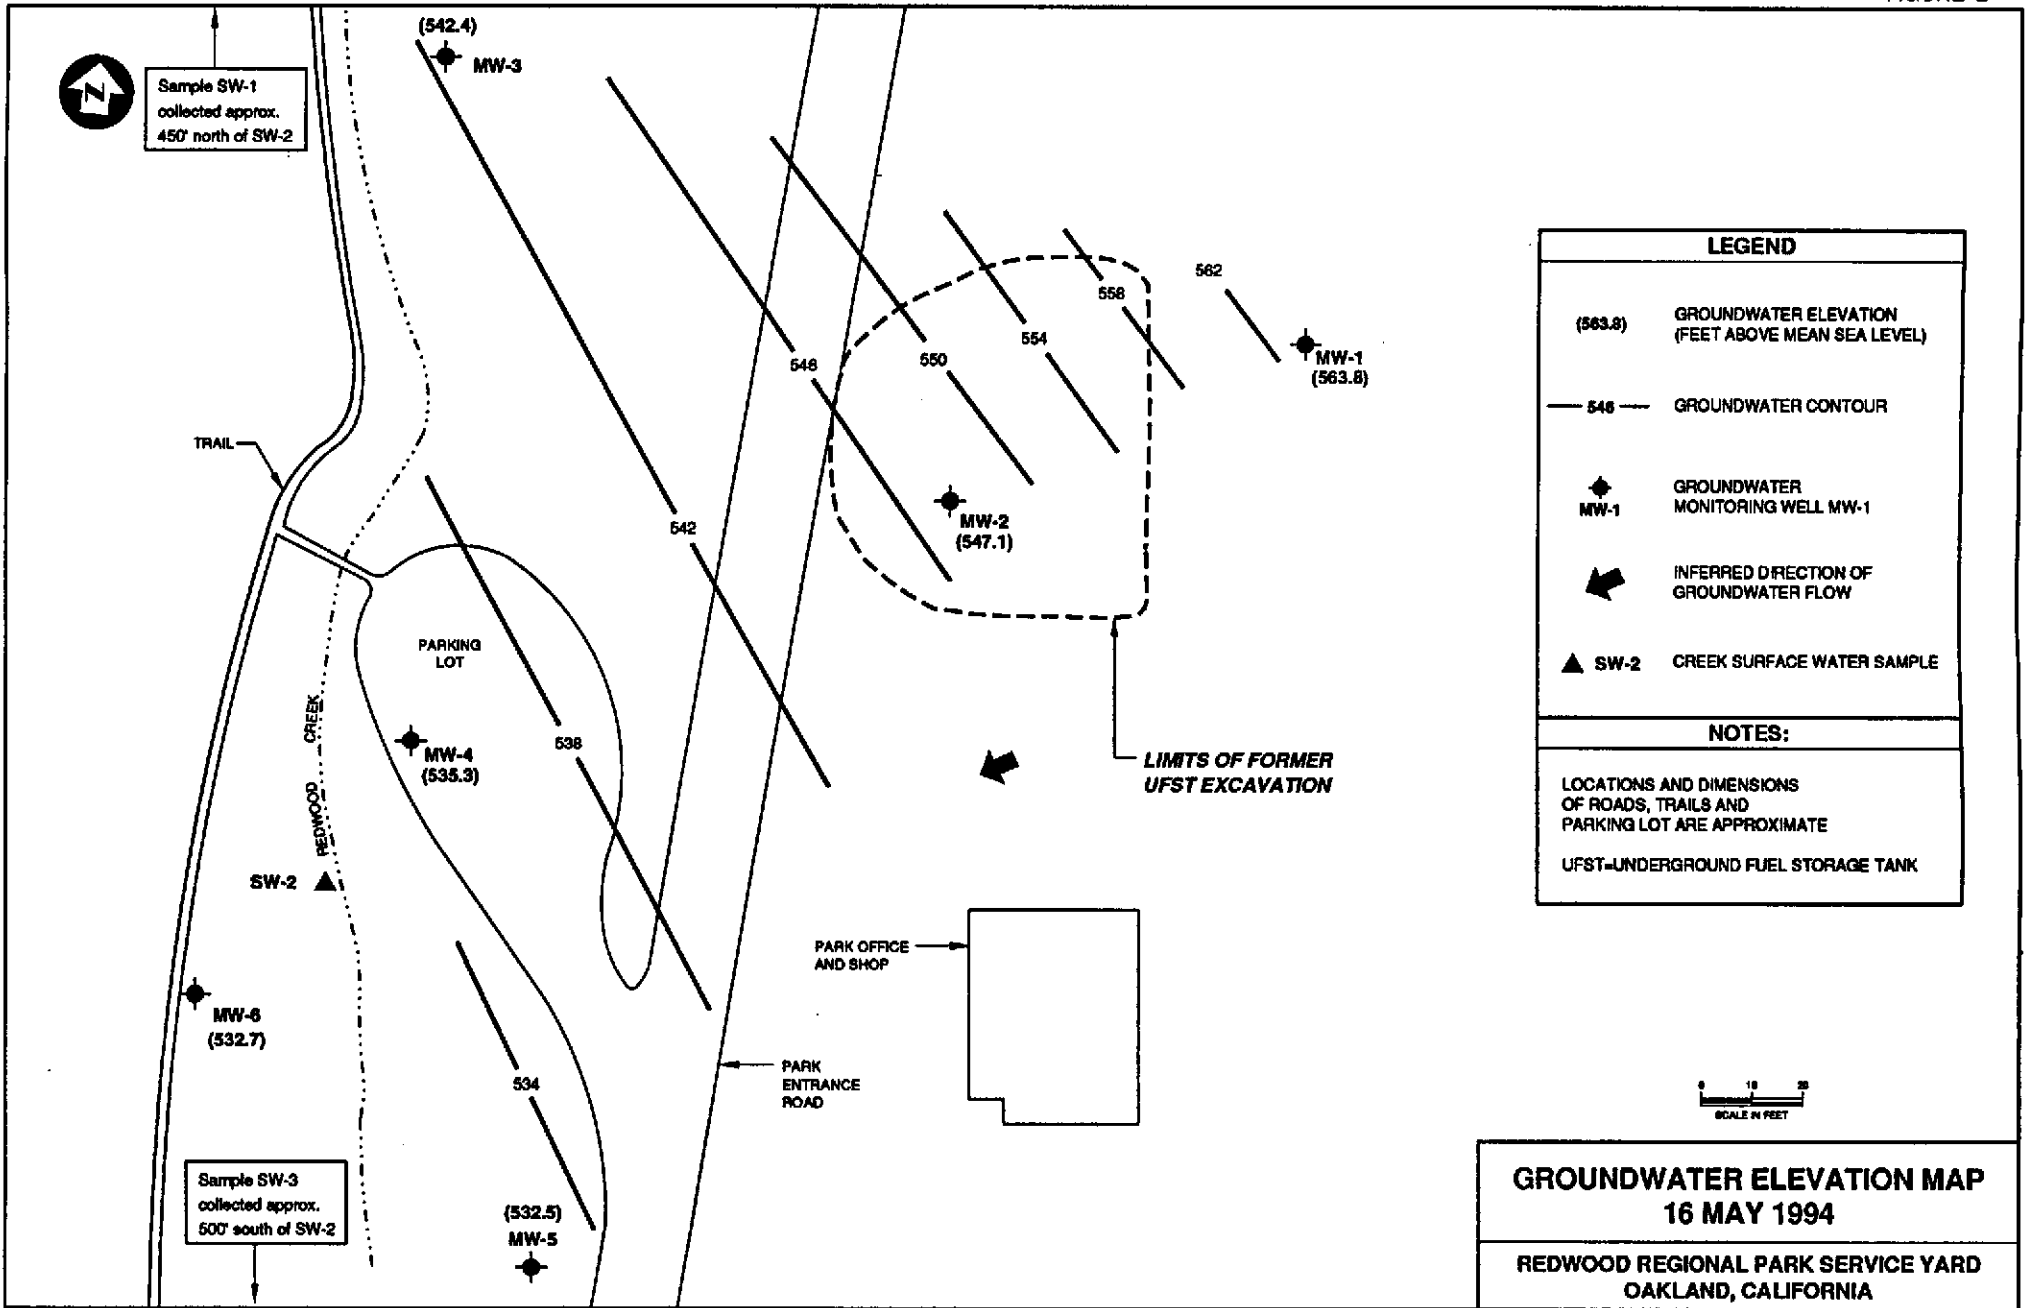 (542.4)
MW-3
N
Sample SW-1
collected approx.
450' north of SW-2
562
558
554
550
546
MW-1
(563.8)
TRAIL
542
MW-2
(547.1)
PARKING
LOT
REDWOOD CREEK
538
MW-4
(535.3)
LIMITS OF FORMER
UFST EXCAVATION
SW-2
PARK OFFICE
AND SHOP
MW-6
(532.7)
534
PARK
ENTRANCE
ROAD
Sample SW-3
collected approx.
500' south of SW-2
(532.5)
MW-5
LEGEND
(563.8)
GROUNDWATER ELEVATION
(FEET ABOVE MEAN SEA LEVEL)
546
GROUNDWATER CONTOUR
MW-1
GROUNDWATER
MONITORING WELL MW-1
INFERRED DIRECTION OF
GROUNDWATER FLOW
SW-2
CREEK SURFACE WATER SAMPLE
NOTES:
LOCATIONS AND DIMENSIONS
OF ROADS, TRAILS AND
PARKING LOT ARE APPROXIMATE
UFST=UNDERGROUND FUEL STORAGE TANK
0 10 20
SCALE IN FEET
GROUNDWATER ELEVATION MAP
16 MAY 1994
REDWOOD REGIONAL PARK SERVICE YARD
OAKLAND, CALIFORNIA